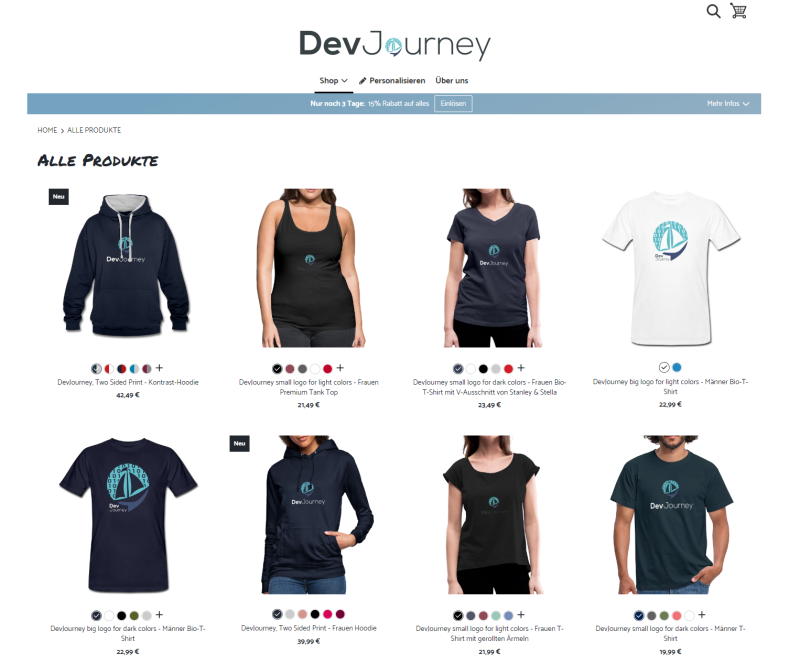 DevJourney
Shop
Personalisieren
Über uns
Nur noch 3 Tage: 15% Rabatt auf alles
Einlösen
Mehr Infos
HOME > ALLE PRODUKTE
Alle Produkte
Neu
DevJourney
DevJourney
Dev
Journey
DevJourney, Two Sided Print - Kontrast-Hoodie
42,49 €
DevJourney small logo for light colors - Frauen
Premium Tank Top
21,49 €
DevJourney small logo for dark colors - Frauen Bio-
T-Shirt mit V-Ausschnitt von Stanley & Stella
23,49 €
DevJourney big logo for light colors - Männer Bio-T-
Shirt
22,99 €
Neu
Dev
Journey
DevJourney
DevJourney
DevJourney big logo for dark colors - Männer Bio-T-
Shirt
22,99 €
DevJourney, Two Sided Print - Frauen Hoodie
39,99 €
DevJourney small logo for light colors - Frauen T-
Shirt mit gerollten Ärmeln
21,99 €
DevJourney small logo for dark colors - Männer T-
Shirt
19,99 €